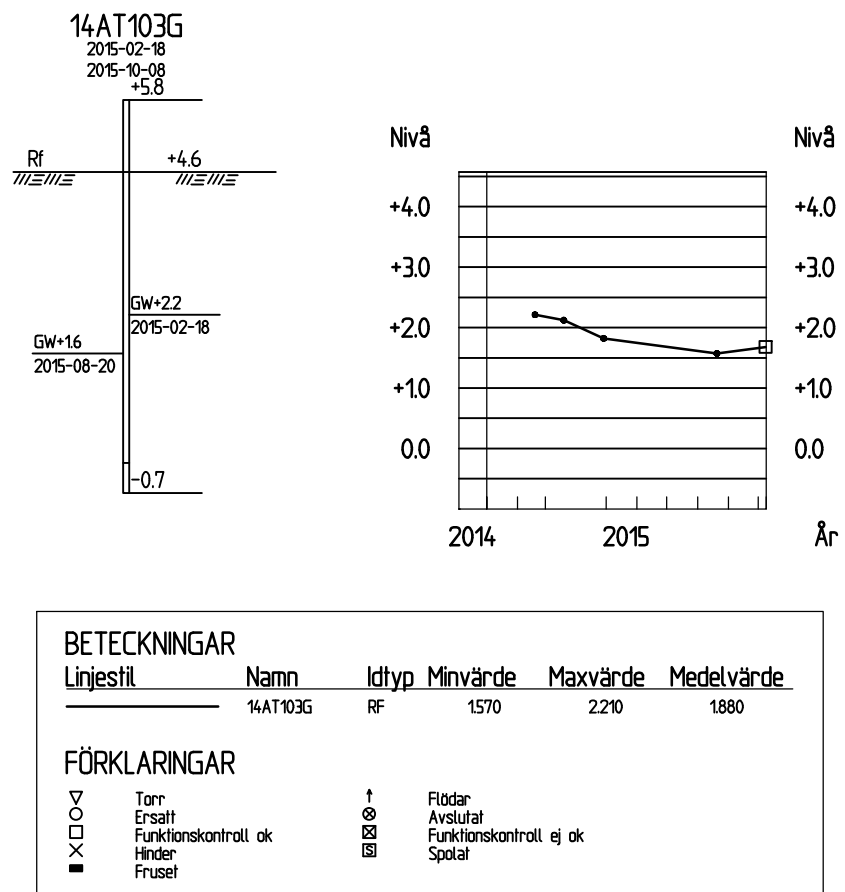 14AT103G
2015-02-18
2015-10-08
+5.8
Rf +4.6
GW+2.2
2015-02-18
GW+1.6
2015-08-20
-0.7
Nivå Nivå
+4.0 +4.0
+3.0 +3.0
+2.0 +2.0
+1.0 +1.0
0.0 0.0
2014 2015 År
BETECKNINGAR
Linjestil Namn Idtyp Minvärde Maxvärde Medelvärde
14AT103G RF 1.570 2.210 1.880
FÖRKLARINGAR
Torr Flödar
Ersatt Avslutat
Funktionskontroll ok Funktionskontroll ej ok
Hinder S Spolat
Fruset